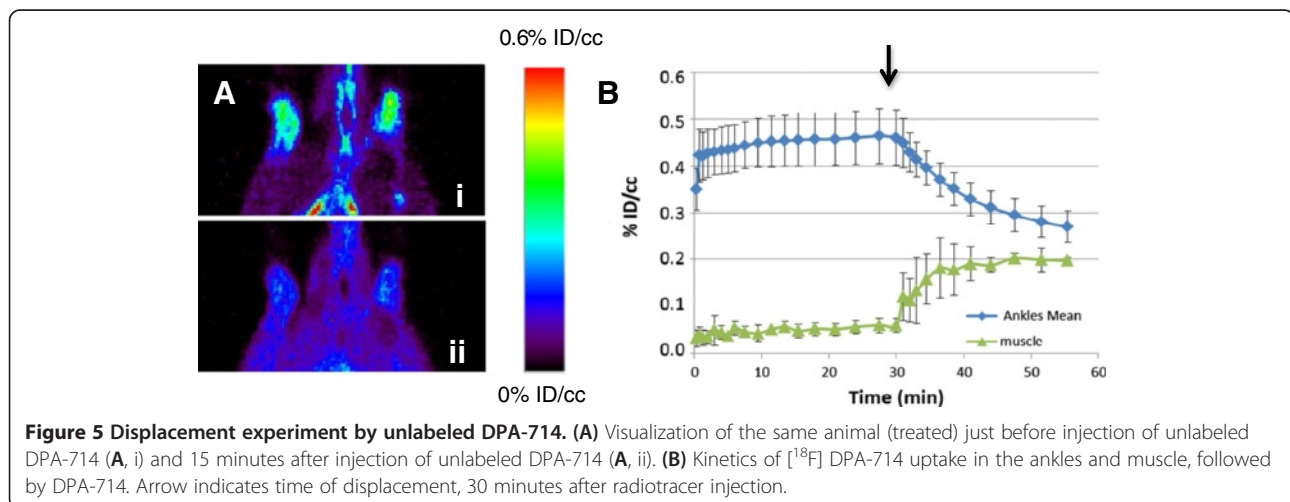 0.6% ID/cc
A
i
ii
0% ID/cc
B
% ID/cc
0.6
0.5
0.4
0.3
0.2
0.1
0.0
0 10 20 30 40 50 60
Time (min)
Ankles Mean
muscle
Figure 5 Displacement experiment by unlabeled DPA-714. (A) Visualization of the same animal (treated) just before injection of unlabeled
DPA-714 (A, i) and 15 minutes after injection of unlabeled DPA-714 (A, ii). (B) Kinetics of [18F] DPA-714 uptake in the ankles and muscle, followed
by DPA-714. Arrow indicates time of displacement, 30 minutes after radiotracer injection.